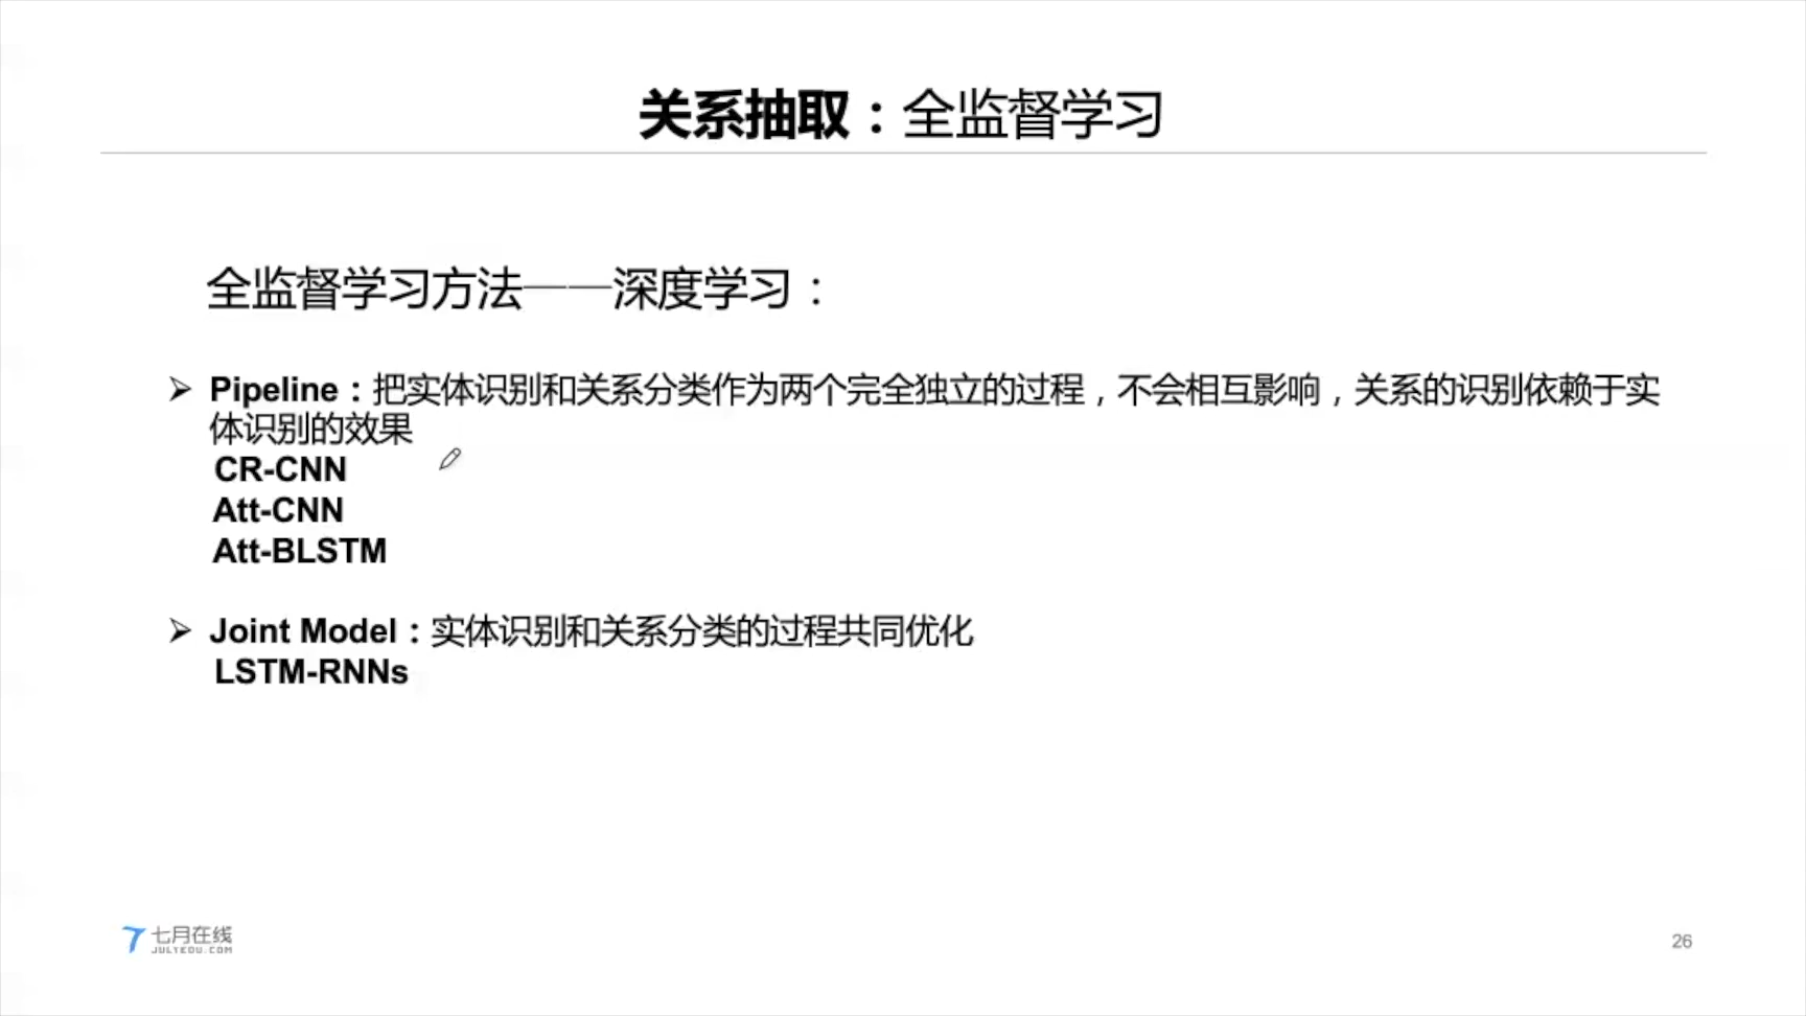 关系抽取：全监督学习
全监督学习方法——深度学习：
➢ Pipeline：把实体识别和关系分类作为两个完全独立的过程，不会相互影响，关系的识别依赖于实
体识别的效果
CR-CNN
Att-CNN
Att-BLSTM
➢ Joint Model：实体识别和关系分类的过程共同优化
LSTM-RNNs
七月在线
JULYEDU.COM
26